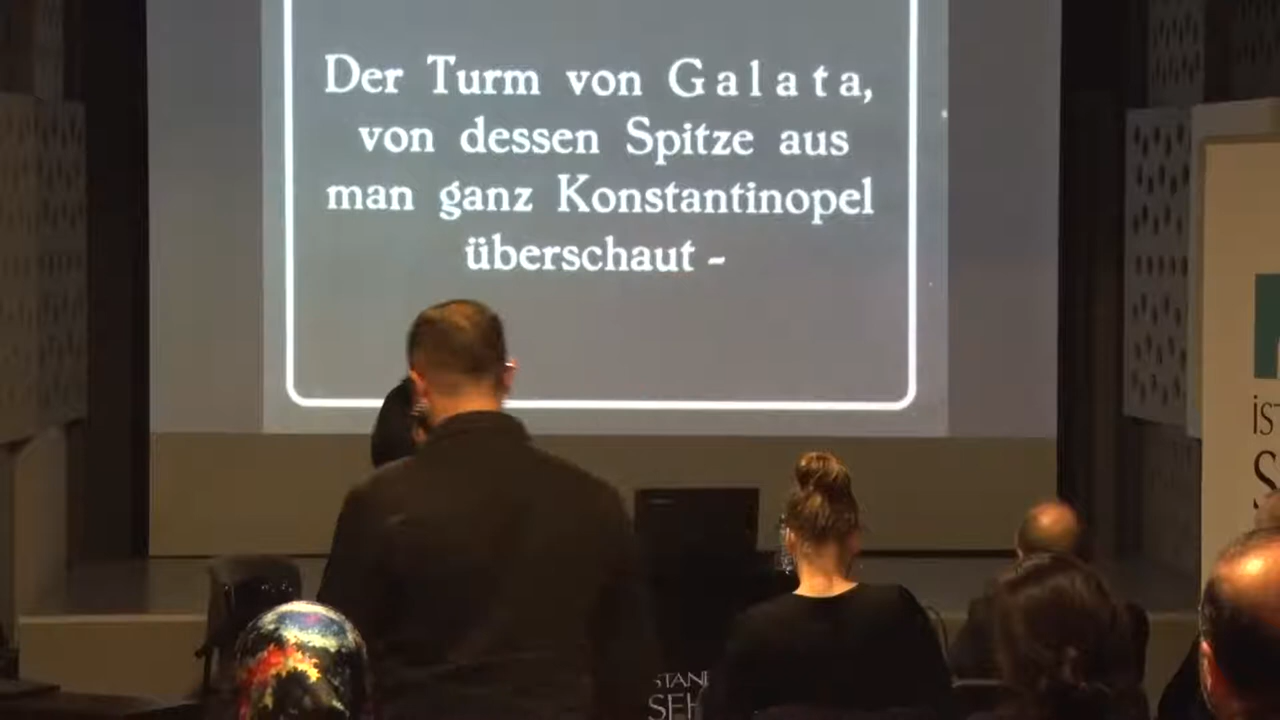 Der Turm von Galata,
von dessen Spitze aus
man ganz Konstantinopel
überschaut -